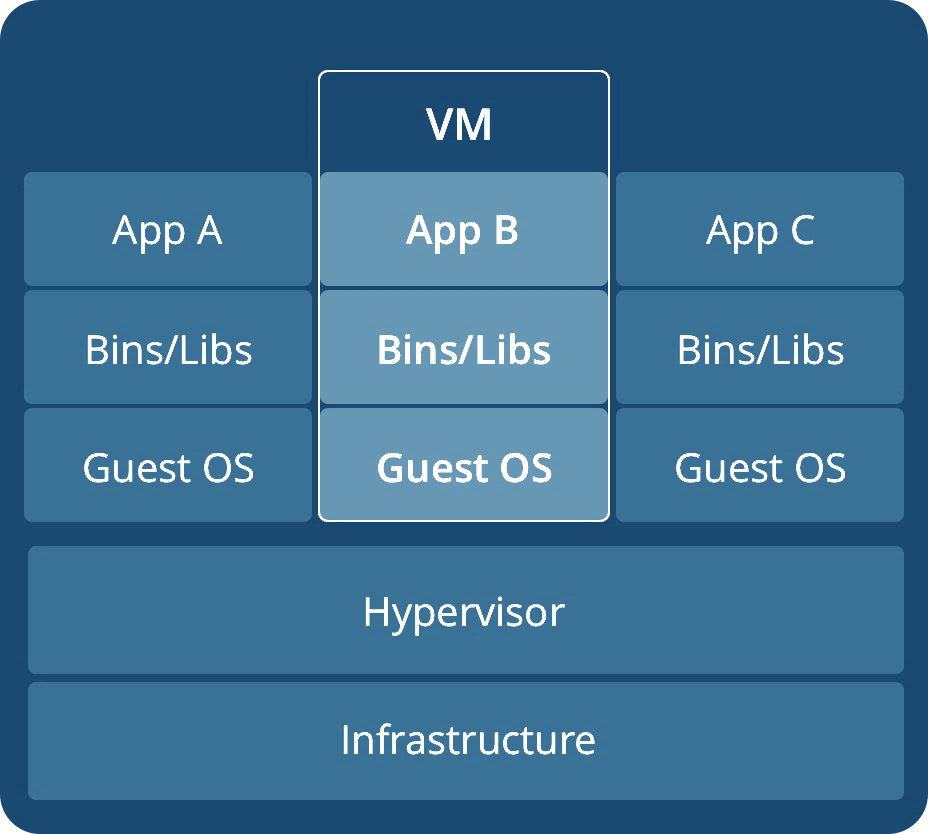 VM
App A
App B
App C
Bins/Libs
Bins/Libs
Bins/Libs
Guest OS
Guest OS
Guest OS
Hypervisor
Infrastructure